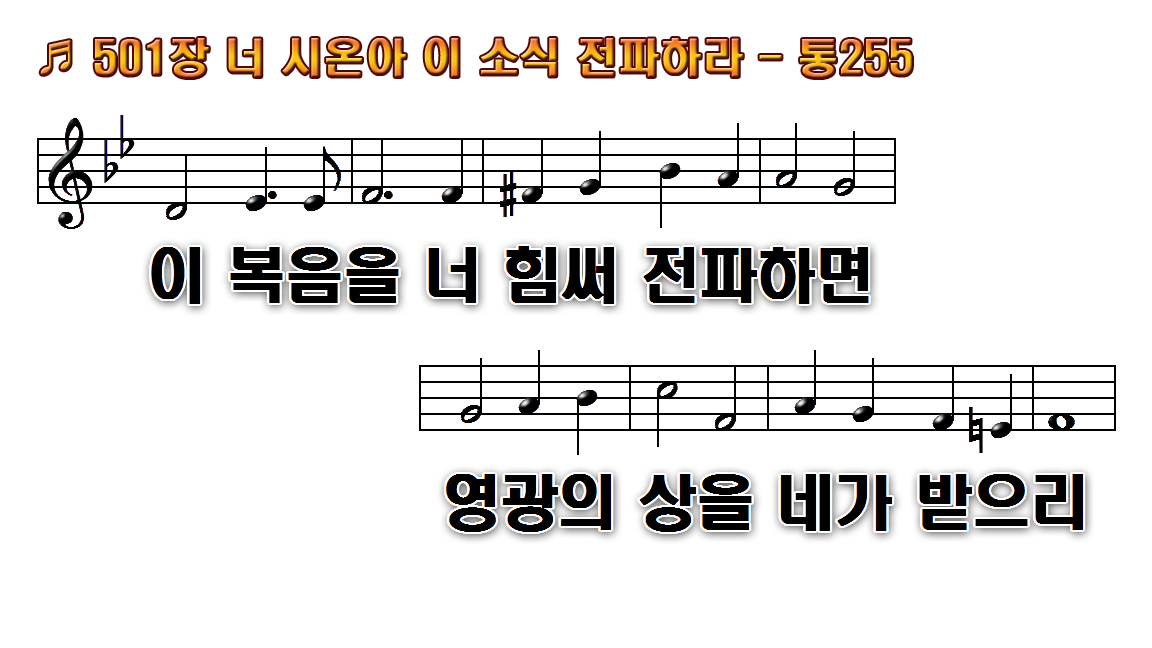 501장 너 시온아 이 소식 전파하라 - 통255
이 복음을 너 힘써 전파하면
영광의 상을 네가 받으리